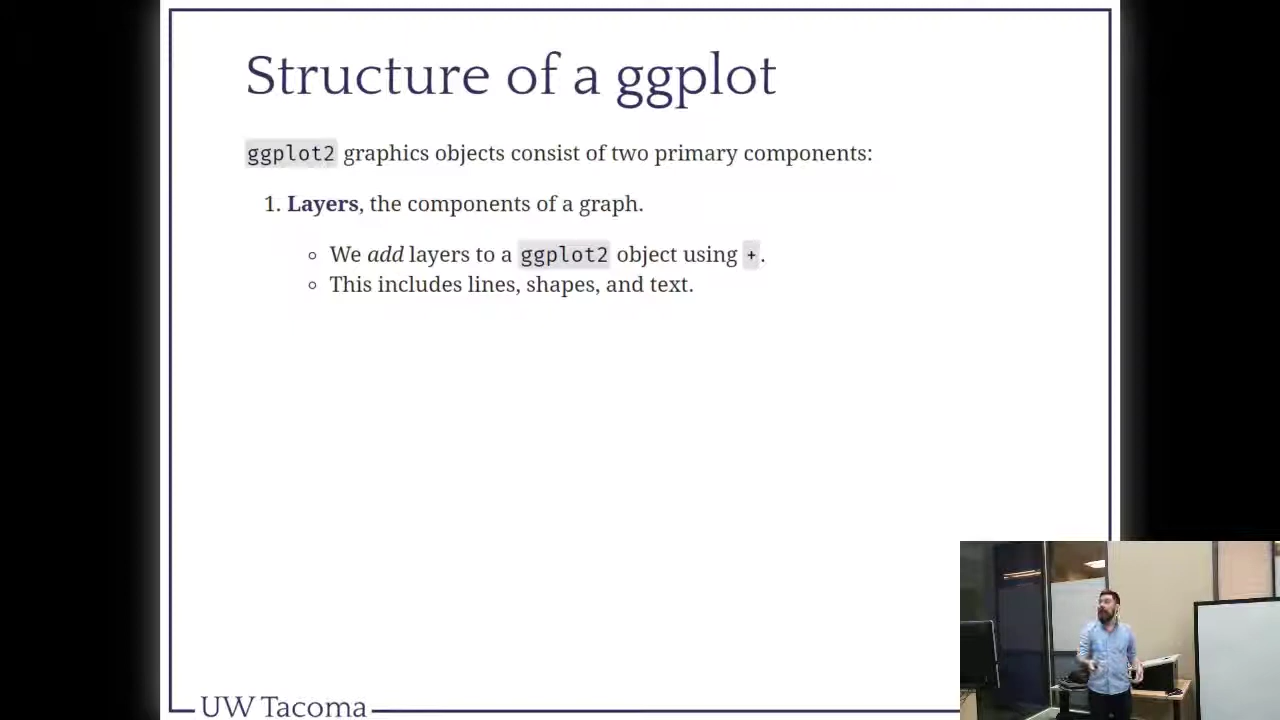 Structure of a ggplot
ggplot2 graphics objects consist of two primary components:
1. Layers, the components of a graph.
◦ We add layers to a ggplot2 object using +.
◦ This includes lines, shapes, and text.
UW Tacoma